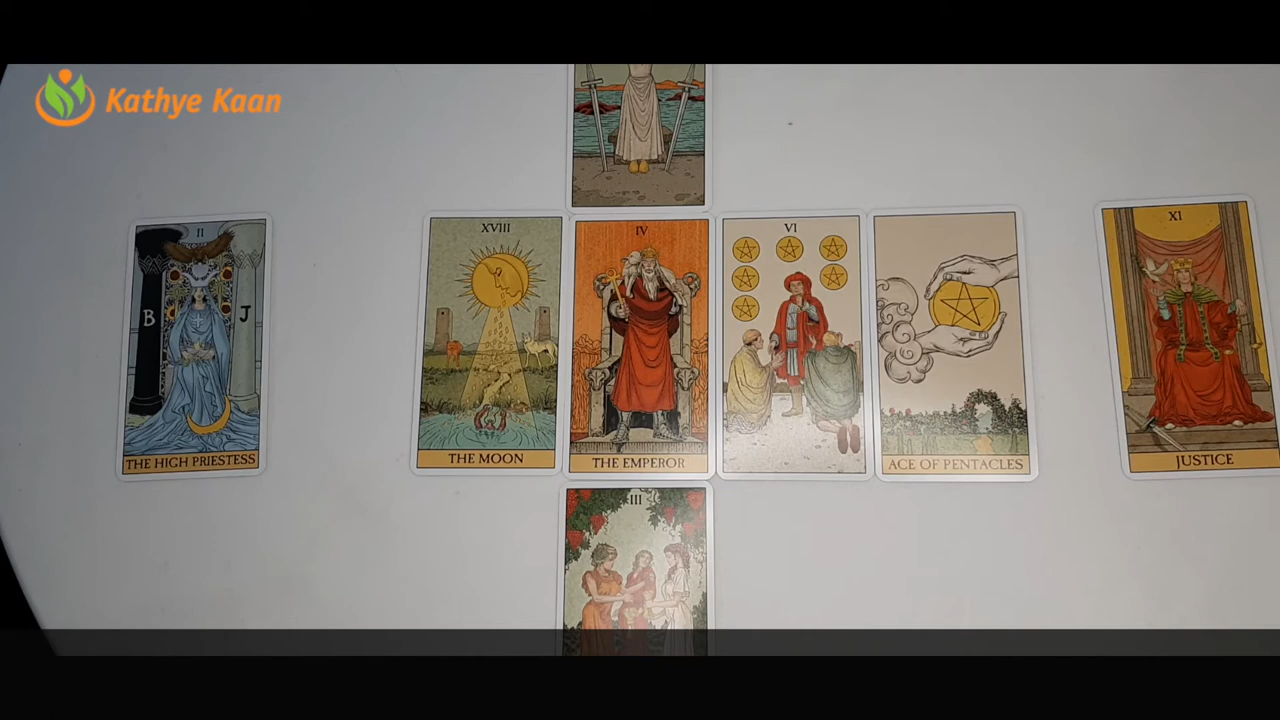 Kathye Kaan
II
B
J
THE HIGH PRIESTESS
XVIII
THE MOON
IV
THE EMPEROR
VI
ACE OF PENTACLES
XI
JUSTICE
III